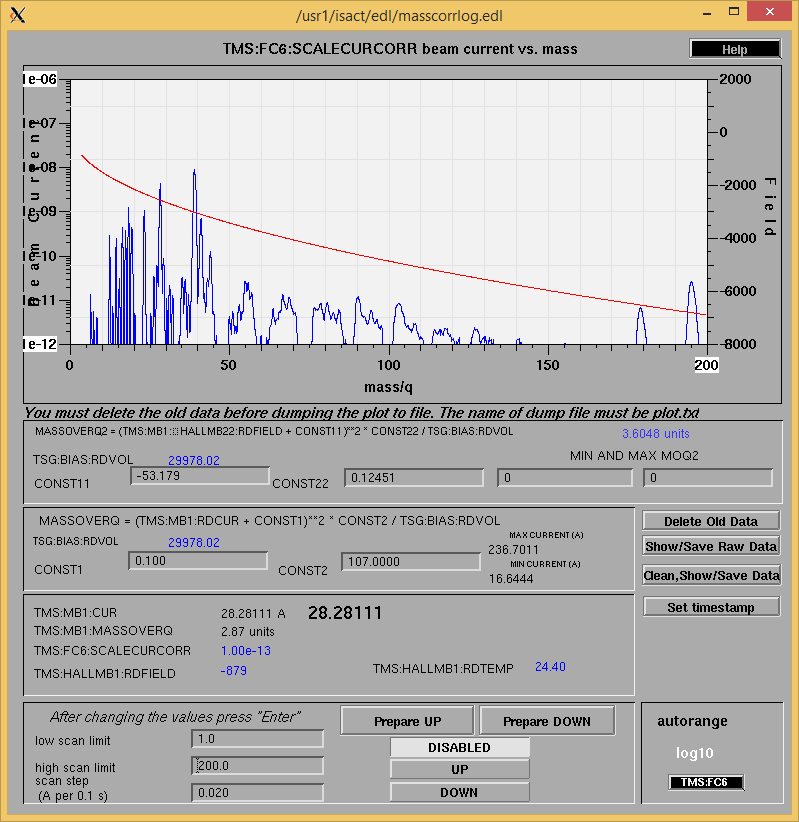 /usr1/isact/edl/masscorrlog.edl
TMS:FC6:SCALECURCORR beam current vs. mass
Help
1e-06
1e-07
1e-08
1e-09
1e-10
1e-11
1e-12
Beam Current
2000
0
-2000
-4000
-6000
-8000
Field
0 50 100 150 200
mass/q
You must delete the old data before dumping the plot to file. The name of dump file must be plot.txt
MASSOVERQ2 = (TMS:MB1: HALLMB22:RDFIELD + CONST11)**2 * CONST22 / TSG:BIAS:RDVOL
3.6048 units
TSG:BIAS:RDVOL 29978.02 MIN AND MAX MOQ2
CONST11 -53.179 CONST22 0.12451 0 0
MASSOVERQ = (TMS:MB1:RDCUR + CONST1)**2 * CONST2 / TSG:BIAS:RDVOL
TSG:BIAS:RDVOL 29978.02
MAX CURRENT (A)
236.7011
MIN CURRENT (A)
16.6444
CONST1 0.100 CONST2 107.0000
Delete Old Data
Show/Save Raw Data
Clean,Show/Save Data
Set timestamp
TMS:MB1:CUR 28.28111 A 28.28111
TMS:MB1:MASSOVERQ 2.87 units
TMS:FC6:SCALECURCORR 1.00e-13
TMS:HALLMB1:RDFIELD -879 TMS:HALLMB1:RDTEMP 24.40
After changing the values press "Enter"
low scan limit 1.0
high scan limit 200.0
scan step
(A per 0.1 s) 0.020
Prepare UP Prepare DOWN
DISABLED
UP
DOWN
autorange
log10
TMS:FC6